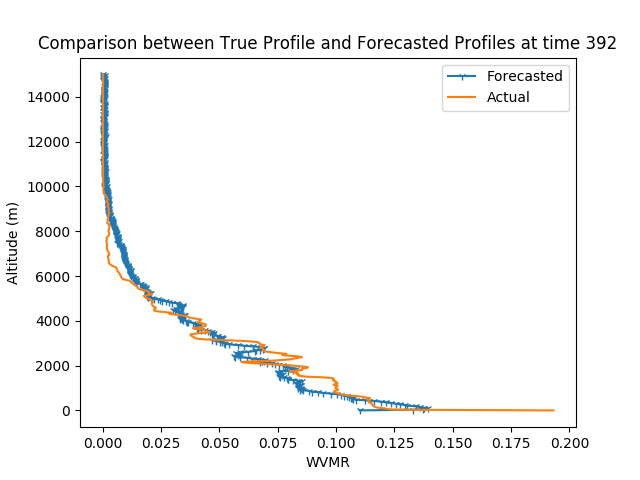 Comparison between True Profile and Forecasted Profiles at time 392
Forecasted
Actual
Altitude (m)
14000
12000
10000
8000
6000
4000
2000
0
0.000 0.025 0.050 0.075 0.100 0.125 0.150 0.175 0.200
WVMR